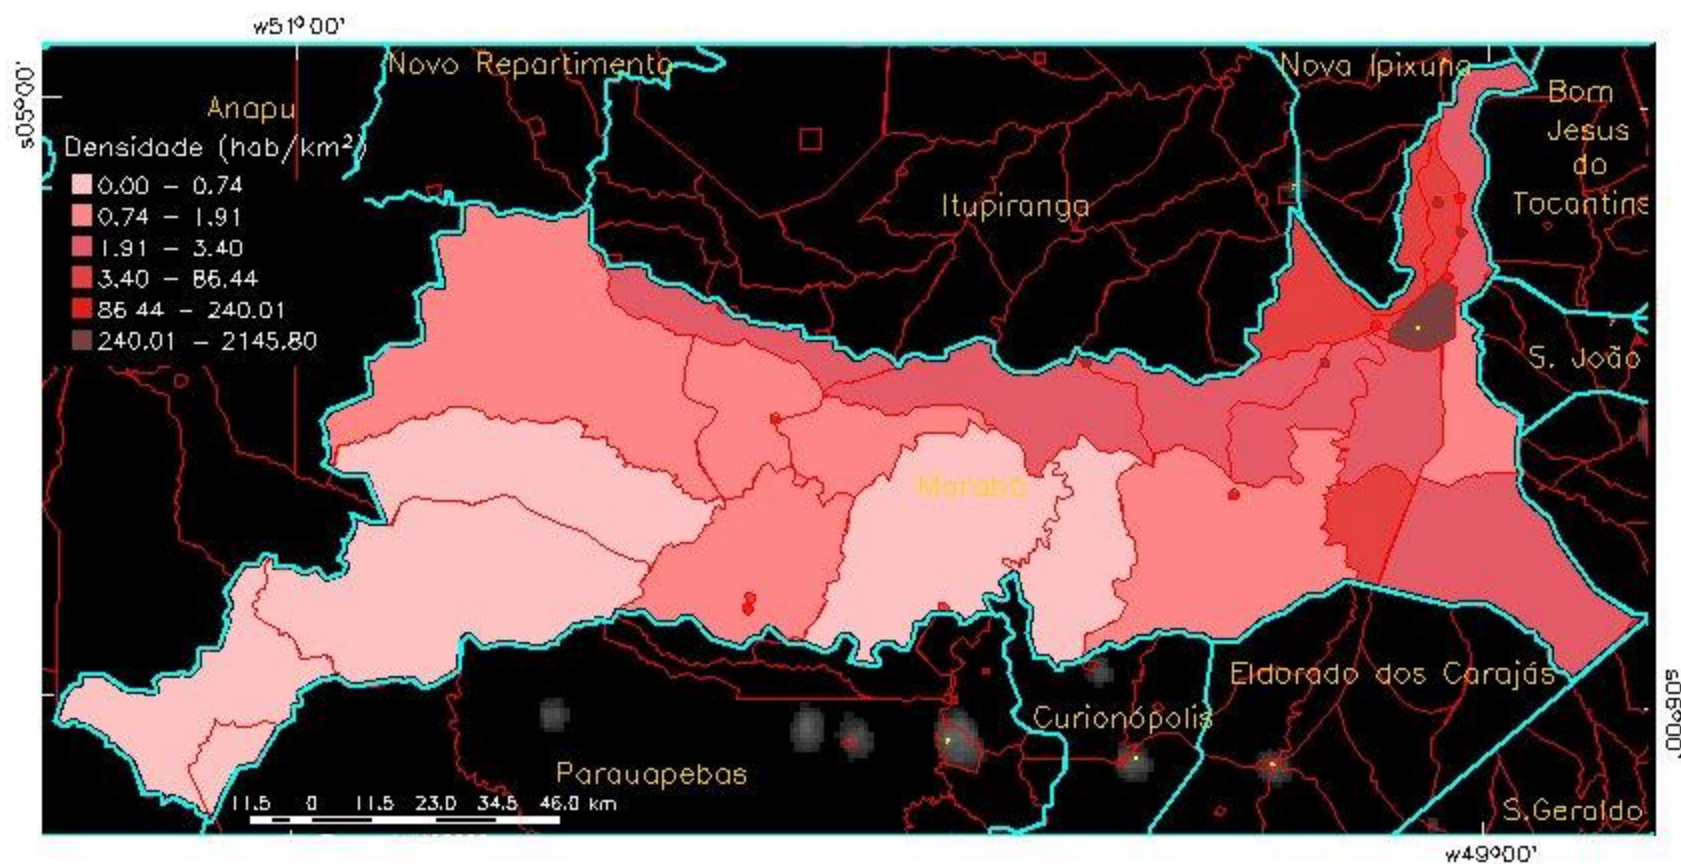 w51º00'
Novo Repartimento
Nova Ipixuna
s05º00'
Anapu
Bom
Jesus
do
Tocantins
Densidade (hab/km²)
0.00 - 0.74
0.74 - 1.91
1.91 - 3.40
3.40 - 86.44
86 44 - 240.01
240.01 - 2145.80
Itupiranga
S. João
Marabá
Eldorado dos Carajás
s06º00'
Curionópolis
Parauapebas
11.5 0 11.5 23.0 34.5 46.0 km
S.Geraldo
w49º00'